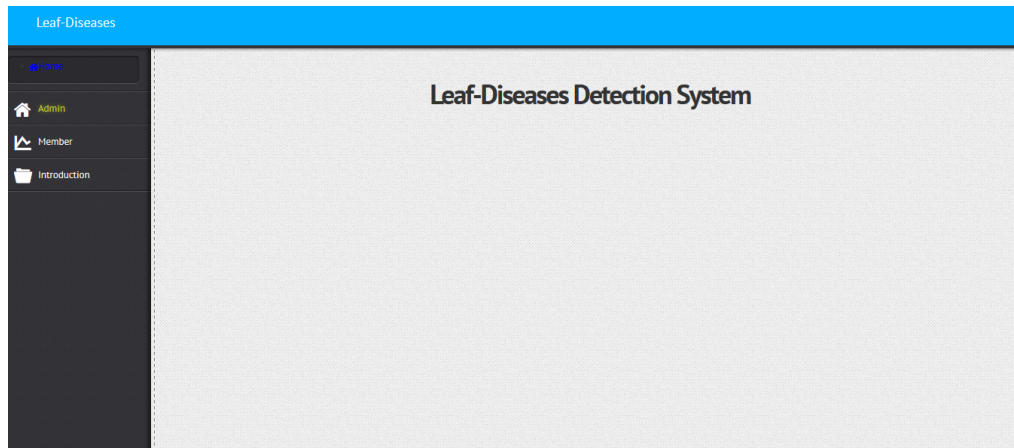 Leaf-Diseases
Home
Admin
Member
Introduction
Leaf-Diseases Detection System